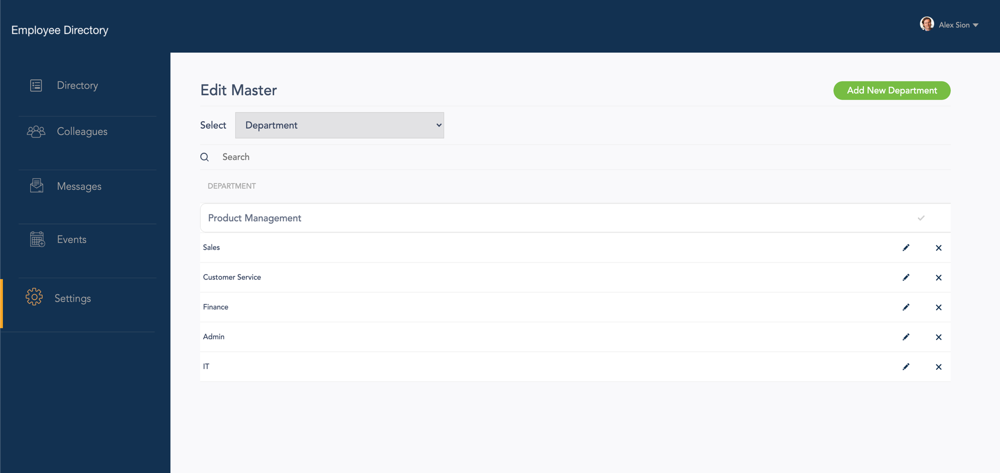 Employee Directory
Alex Sion
Directory
Colleagues
Messages
Events
Settings
Edit Master
Add New Department
Select
Department
Search
DEPARTMENT
Product Management
Sales
Customer Service
Finance
Admin
IT